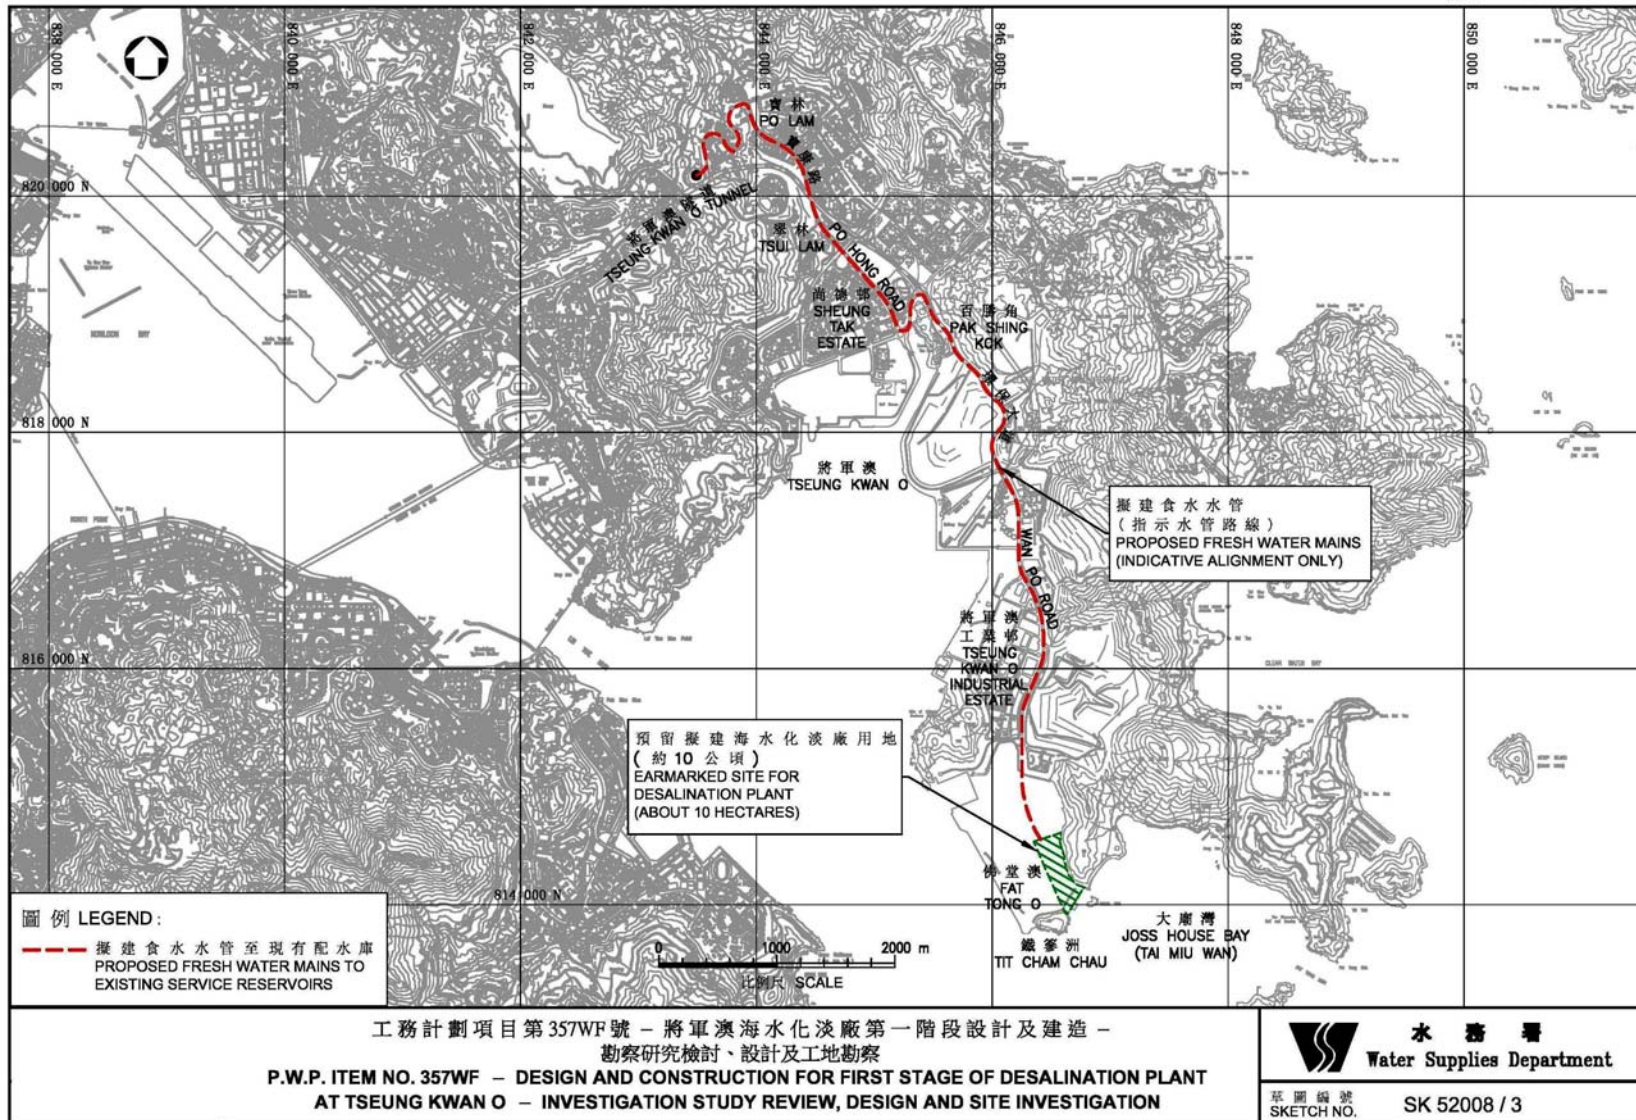 838 000 E
840 000 E
842 000 E
844 000 E
846 000 E
848 000 E
850 000 E
820 000 N
818 000 N
816 000 N
814 000 N
寶林
PO LAM
寶康路
PO HONG ROAD
將軍澳隧道
TSEUNG KWAN O TUNNEL
翠林
TSUI LAM
尚德邨
SHEUNG
TAK
ESTATE
百勝角
PAK SHING
KOK
環保大道
WAN PO ROAD
將軍澳
TSEUNG KWAN O
KOWLOON BAY
NORTH POINT
CLEAR WATER BAY
擬建食水水管
(指示水管路線)
PROPOSED FRESH WATER MAINS
(INDICATIVE ALIGNMENT ONLY)
將軍澳
工業邨
TSEUNG
KWAN O
INDUSTRIAL
ESTATE
預留擬建海水化淡廠用地
(約10公頃)
EARMARKED SITE FOR
DESALINATION PLANT
(ABOUT 10 HECTARES)
佛堂澳
FAT
TONG O
鐵篸洲
TIT CHAM CHAU
大廟灣
JOSS HOUSE BAY
(TAI MIU WAN)
圖例 LEGEND :
擬建食水水管至現有配水庫
PROPOSED FRESH WATER MAINS TO
EXISTING SERVICE RESERVOIRS
0 1000 2000 m
比例尺 SCALE
工務計劃項目第357WF號 – 將軍澳海水化淡廠第一階段設計及建造 –
勘察研究檢討、設計及工地勘察
P.W.P. ITEM NO. 357WF – DESIGN AND CONSTRUCTION FOR FIRST STAGE OF DESALINATION PLANT
AT TSEUNG KWAN O – INVESTIGATION STUDY REVIEW, DESIGN AND SITE INVESTIGATION
水務署
Water Supplies Department
草圖編號
SKETCH NO.
SK 52008 / 3